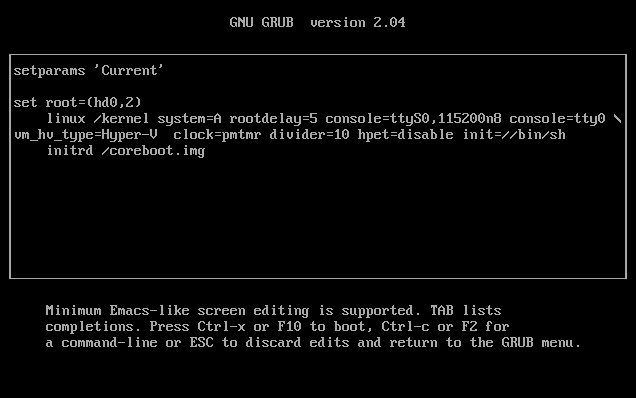 GNU GRUB  version 2.04
setparams 'Current'
set root=(hd0,2)
linux /kernel system=A rootdelay=5 console=ttyS0,115200n8 console=tty0 \
vm_hv_type=Hyper-V  clock=pmtmr divider=10 hpet=disable init=//bin/sh
initrd /coreboot.img
Minimum Emacs-like screen editing is supported. TAB lists
completions. Press Ctrl-x or F10 to boot, Ctrl-c or F2 for
a command-line or ESC to discard edits and return to the GRUB menu.